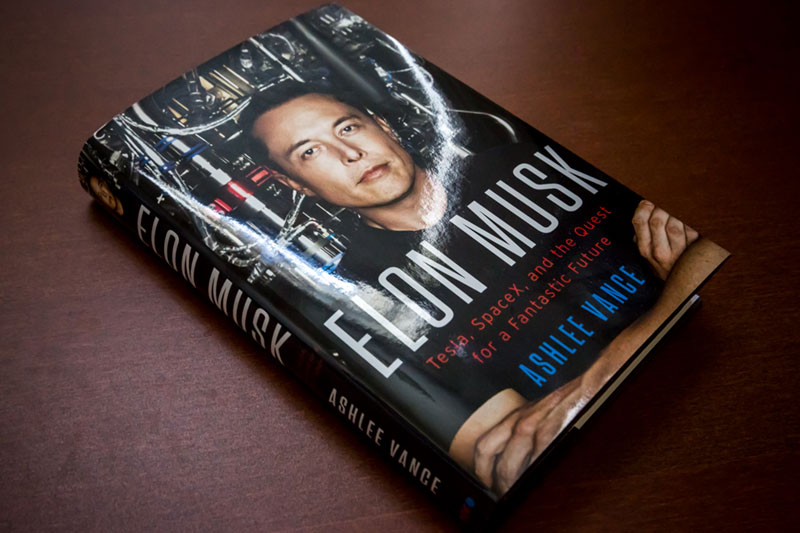 ELON MUSK
Tesla, SpaceX, and the Quest
for a Fantastic Future
ASHLEE VANCE
ELON MUSK
ASHLEE VANCE